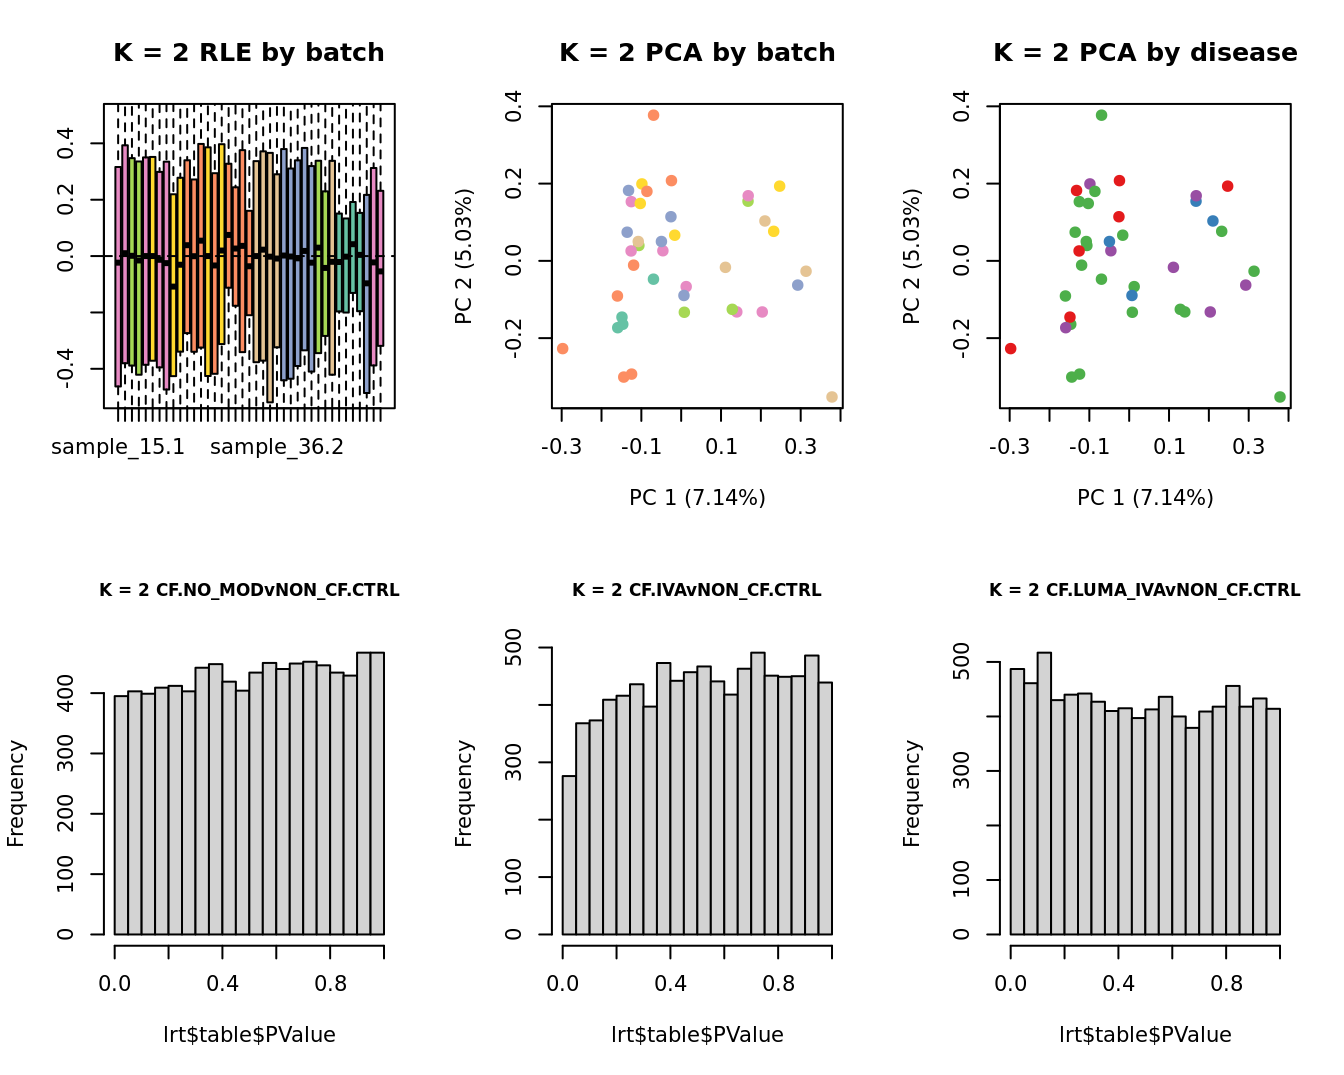 K = 2 RLE by batch
0.4
0.2
0.0
-0.4
sample_15.1 sample_36.2
K = 2 PCA by batch
PC 2 (5.03%)
0.4
0.2
0.0
-0.2
-0.3 -0.1 0.1 0.3
PC 1 (7.14%)
K = 2 PCA by disease
PC 2 (5.03%)
0.4
0.2
0.0
-0.2
-0.3 -0.1 0.1 0.3
PC 1 (7.14%)
K = 2 CF.NO_MODvNON_CF.CTRL
Frequency
400
300
200
100
0
0.0 0.4 0.8
lrt$table$PValue
K = 2 CF.IVAvNON_CF.CTRL
Frequency
500
300
100
0
0.0 0.4 0.8
lrt$table$PValue
K = 2 CF.LUMA_IVAvNON_CF.CTRL
Frequency
500
300
100
0
0.0 0.4 0.8
lrt$table$PValue